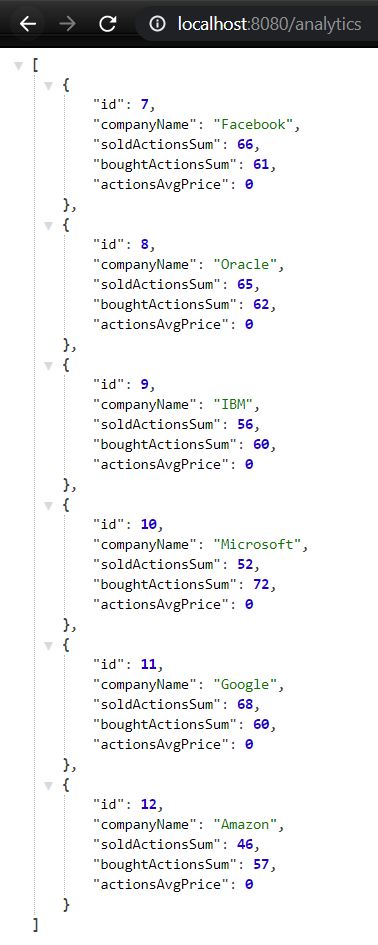 localhost:8080/analytics
[
{
"id": 7,
"companyName": "Facebook",
"soldActionsSum": 66,
"boughtActionsSum": 61,
"actionsAvgPrice": 0
},
{
"id": 8,
"companyName": "Oracle",
"soldActionsSum": 65,
"boughtActionsSum": 62,
"actionsAvgPrice": 0
},
{
"id": 9,
"companyName": "IBM",
"soldActionsSum": 56,
"boughtActionsSum": 60,
"actionsAvgPrice": 0
},
{
"id": 10,
"companyName": "Microsoft",
"soldActionsSum": 52,
"boughtActionsSum": 72,
"actionsAvgPrice": 0
},
{
"id": 11,
"companyName": "Google",
"soldActionsSum": 68,
"boughtActionsSum": 60,
"actionsAvgPrice": 0
},
{
"id": 12,
"companyName": "Amazon",
"soldActionsSum": 46,
"boughtActionsSum": 57,
"actionsAvgPrice": 0
}
]